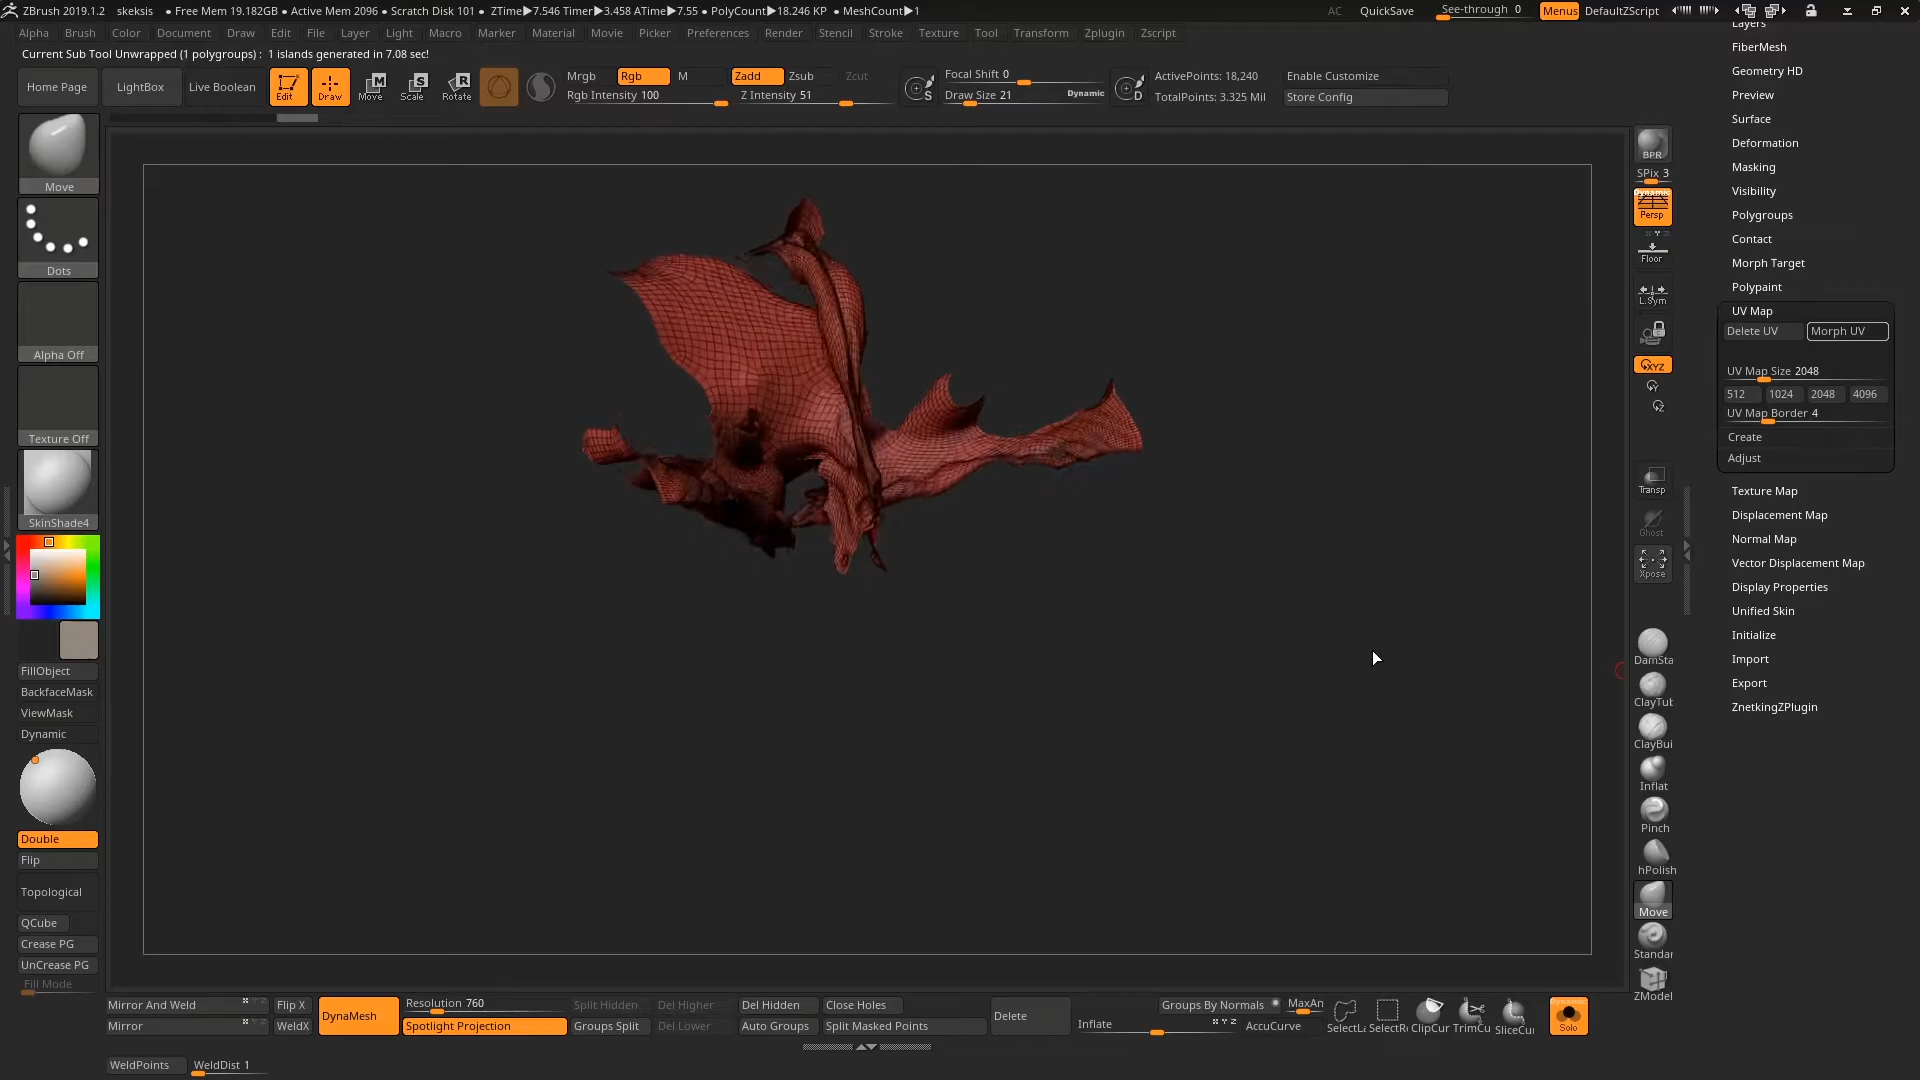 ZBrush 2019.1.2 skeksis • Free Mem 19.182GB • Active Mem 2096 • Scratch Disk 101 • ZTime▶7.546 Timer▶3.458 ATime▶7.55 • PolyCount▶18.246 KP • MeshCount▶1 AC QuickSave See-through 0 Menus DefaultZScript
Alpha Brush Color Document Draw Edit File Layer Light Macro Marker Material Movie Picker Preferences Render Stencil Stroke Texture Tool Transform Zplugin Zscript
Current Sub Tool Unwrapped (1 polygroups) : 1 islands generated in 7.08 sec!
Home Page LightBox Live Boolean Edit Draw Move Scale Rotate
Mrgb Rgb M Zadd Zsub Zcut
Rgb Intensity 100 Z Intensity 51
Focal Shift 0
Draw Size 21 Dynamic
S
D
ActivePoints: 18,240
TotalPoints: 3.325 Mil
Enable Customize
Store Config
Move
Dots
Alpha Off
Texture Off
SkinShade4
FillObject
BackfaceMask
ViewMask
Dynamic
Double
Flip
Topological
QCube
Crease PG
UnCrease PG
Fill Mode
BPR
SPix 3
Dynamic
Persp
Floor
L.Sym
XYZ
Transp
Ghost
Xpose
DamSta
ClayTub
ClayBui
Inflat
Pinch
hPolish
Move
Standar
ZModel
Layers
FiberMesh
Geometry HD
Preview
Surface
Deformation
Masking
Visibility
Polygroups
Contact
Morph Target
Polypaint
UV Map
Delete UV Morph UV
UV Map Size 2048
512 1024 2048 4096
UV Map Border 4
Create
Adjust
Texture Map
Displacement Map
Normal Map
Vector Displacement Map
Display Properties
Unified Skin
Initialize
Import
Export
ZnetkingZPlugin
Mirror And Weld Flip X DynaMesh Resolution 760 Split Hidden Del Higher Del Hidden Close Holes Delete Groups By Normals MaxAn
Mirror WeldX Spotlight Projection Groups Split Del Lower Auto Groups Split Masked Points Inflate AccuCurve SelectLa SelectRe ClipCur TrimCu SliceCur
Dynamic
Solo
WeldPoints WeldDist 1